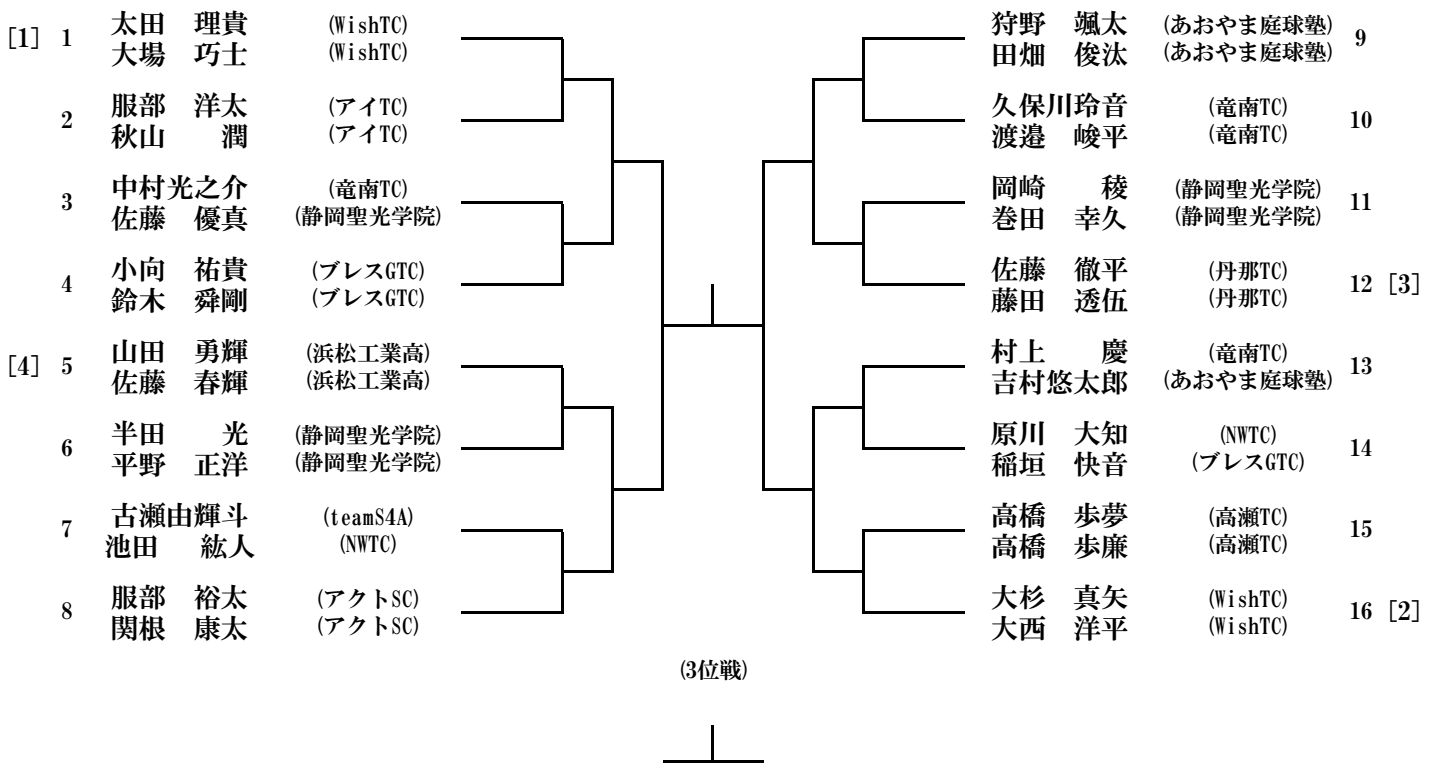 [1] 1 太田 理貴 (WishTC)
大場 巧士 (WishTC)
2 服部 洋太 (アイTC)
秋山 潤 (アイTC)
3 中村光之介 (竜南TC)
佐藤 優真 (静岡聖光学院)
4 小向 祐貴 (ブレスGTC)
鈴木 舜剛 (ブレスGTC)
[4] 5 山田 勇輝 (浜松工業高)
佐藤 春輝 (浜松工業高)
6 半田 光 (静岡聖光学院)
平野 正洋 (静岡聖光学院)
7 古瀬由輝斗 (teamS4A)
池田 紘人 (NWTC)
8 服部 裕太 (アクトSC)
関根 康太 (アクトSC)
狩野 颯太 (あおやま庭球塾) 9
田畑 俊汰 (あおやま庭球塾)
久保川玲音 (竜南TC) 10
渡邉 峻平 (竜南TC)
岡崎 稜 (静岡聖光学院) 11
巻田 幸久 (静岡聖光学院)
佐藤 徹平 (丹那TC) 12 [3]
藤田 透伍 (丹那TC)
村上 慶 (竜南TC) 13
吉村悠太郎 (あおやま庭球塾)
原川 大知 (NWTC) 14
稲垣 快音 (ブレスGTC)
高橋 歩夢 (高瀬TC) 15
高橋 歩廉 (高瀬TC)
大杉 真矢 (WishTC) 16 [2]
大西 洋平 (WishTC)
(3位戦)